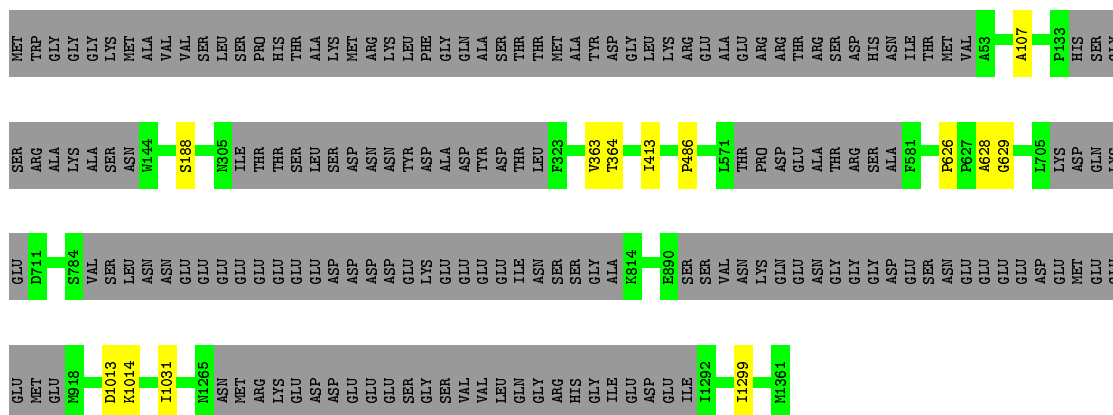 MET TRP GLY GLY GLY LYS MET ALA VAL VAL SER LEU SER PRO HIS THR ALA LYS MET ARG LYS LEU PHE GLY GLN ALA SER THR THR MET ALA TYR ASP GLY LEU LYS ARG GLU ALA GLU ARG ARG THR ARG SER ASP HIS ASN ILE THR MET VAL A53 A107 P133 HIS SER GLY
SER ARG ALA LYS ALA SER ASN W144 S188 N305 ILE THR THR SER LEU SER ASP ASN ASN TYR ASP ALA ASP TYR ASP THR LEU F323 V363 T364 I413 P486 L571 THR PRO ASP GLU ALA THR ARG SER ALA F581 P626 P627 A628 G629 L705 LYS ASP GLN LYS
GLU D711 S784 VAL SER LEU ASN ASN GLU GLU GLU GLU GLU GLU GLU GLU ASP ASP ASP ASP GLU LYS GLU GLU GLU GLU ILE ASN SER SER GLY ALA K814 E890 SER SER VAL ASN LYS GLN GLU ASN GLY GLY GLY ASP GLU SER ASN GLU GLU GLU GLU ASP GLU MET GLU GLU
GLU MET GLU M918 D1013 K1014 I1031 N1265 ASN MET ARG LYS GLU ASP ASP GLU GLU GLU SER GLY SER VAL VAL LEU GLN GLY ARG HIS GLY ILE GLU ASP GLU ILE I1292 I1299 M1361